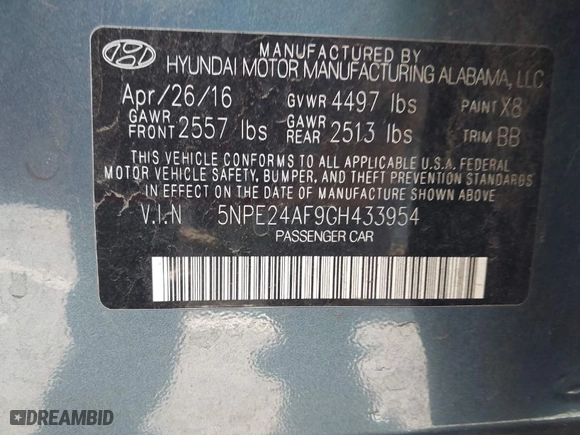 MANUFACTURED BY
HYUNDAI MOTOR MANUFACTURING ALABAMA, LLC
Apr/26/16 GVWR 4497 lbs PAINT X8
GAWR FRONT 2557 lbs GAWR REAR 2513 lbs TRIM BB
THIS VEHICLE CONFORMS TO ALL APPLICABLE U.S.A. FEDERAL
MOTOR VEHICLE SAFETY, BUMPER, AND THEFT PREVENTION STANDARDS
IN EFFECT ON THE DATE OF MANUFACTURE SHOWN ABOVE
V.I.N 5NPE24AF9GH433954
PASSENGER CAR
DREAMBID